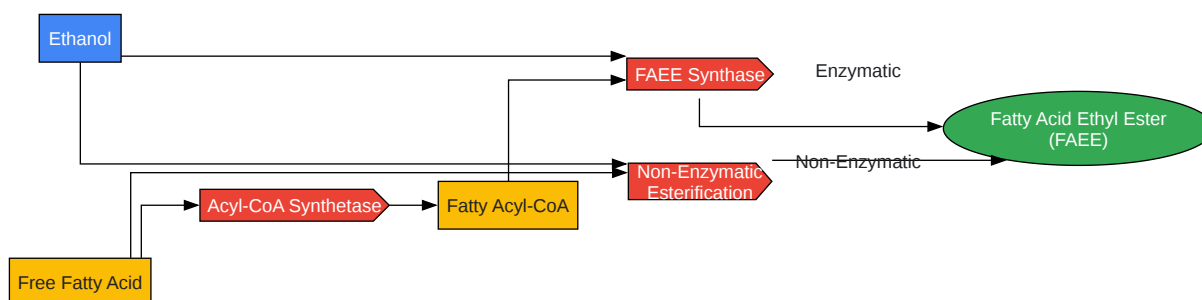 Ethanol
FAEE Synthase
Enzymatic
Fatty Acid Ethyl Ester
(FAEE)
Non-Enzymatic
Non-Enzymatic
Esterification
Acyl-CoA Synthetase
Fatty Acyl-CoA
Free Fatty Acid